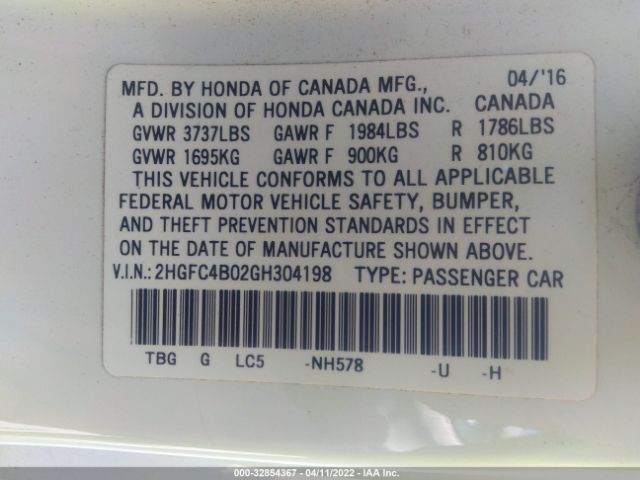 MFD. BY HONDA OF CANADA MFG., 04/'16
A DIVISION OF HONDA CANADA INC. CANADA
GVWR 3737LBS GAWR F 1984LBS R 1786LBS
GVWR 1695KG GAWR F 900KG R 810KG
THIS VEHICLE CONFORMS TO ALL APPLICABLE
FEDERAL MOTOR VEHICLE SAFETY, BUMPER,
AND THEFT PREVENTION STANDARDS IN EFFECT
ON THE DATE OF MANUFACTURE SHOWN ABOVE.
V.I.N.: 2HGFC4B02GH304198 TYPE: PASSENGER CAR
TBG G LC5 -NH578 -U -H
000-32854367 - 04/11/2022 - IAA Inc.